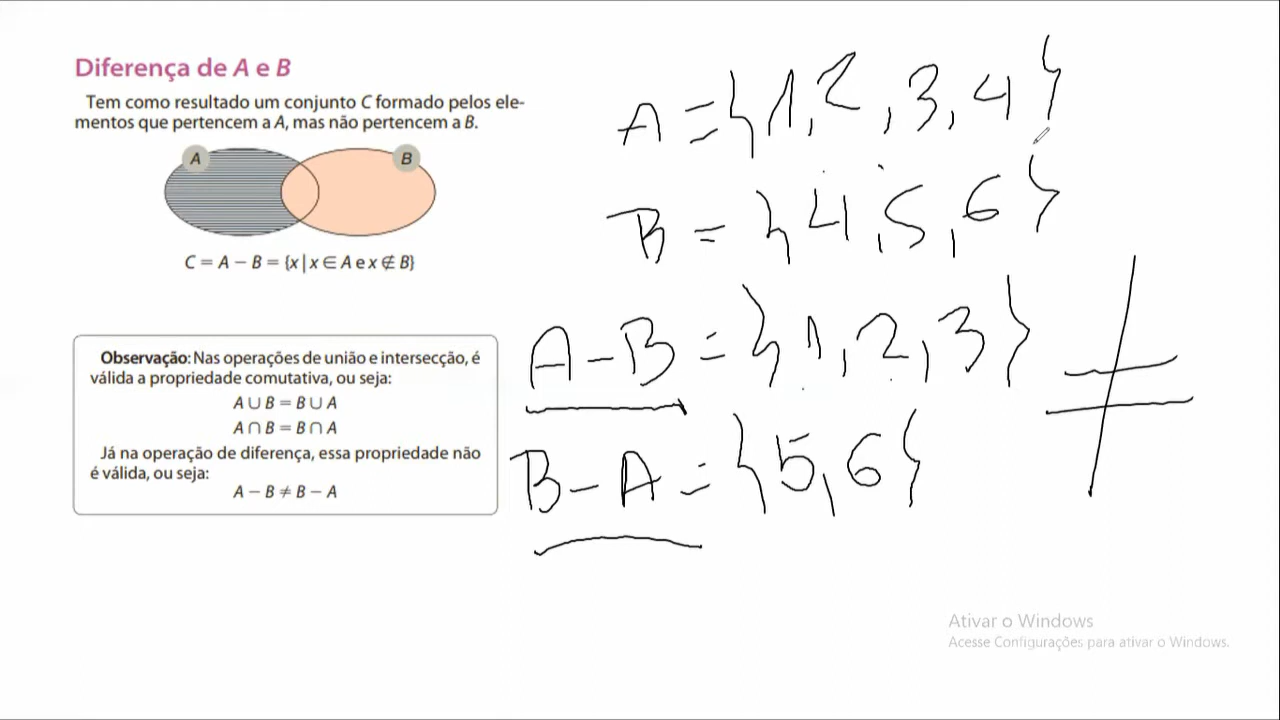 Diferença de A e B
Tem como resultado um conjunto C formado pelos ele-
mentos que pertencem a A, mas não pertencem a B.
A
B
C = A − B = {x | x ∈ A e x ∉ B}
Observação: Nas operações de união e intersecção, é
válida a propriedade comutativa, ou seja:
A ∪ B = B ∪ A
A ∩ B = B ∩ A
Já na operação de diferença, essa propriedade não
é válida, ou seja:
A − B ≠ B − A
A = {1, 2, 3, 4}
B = {4, 5, 6}
A − B = {1, 2, 3}
B − A = {5, 6}
≠
Ativar o Windows
Acesse Configurações para ativar o Windows.